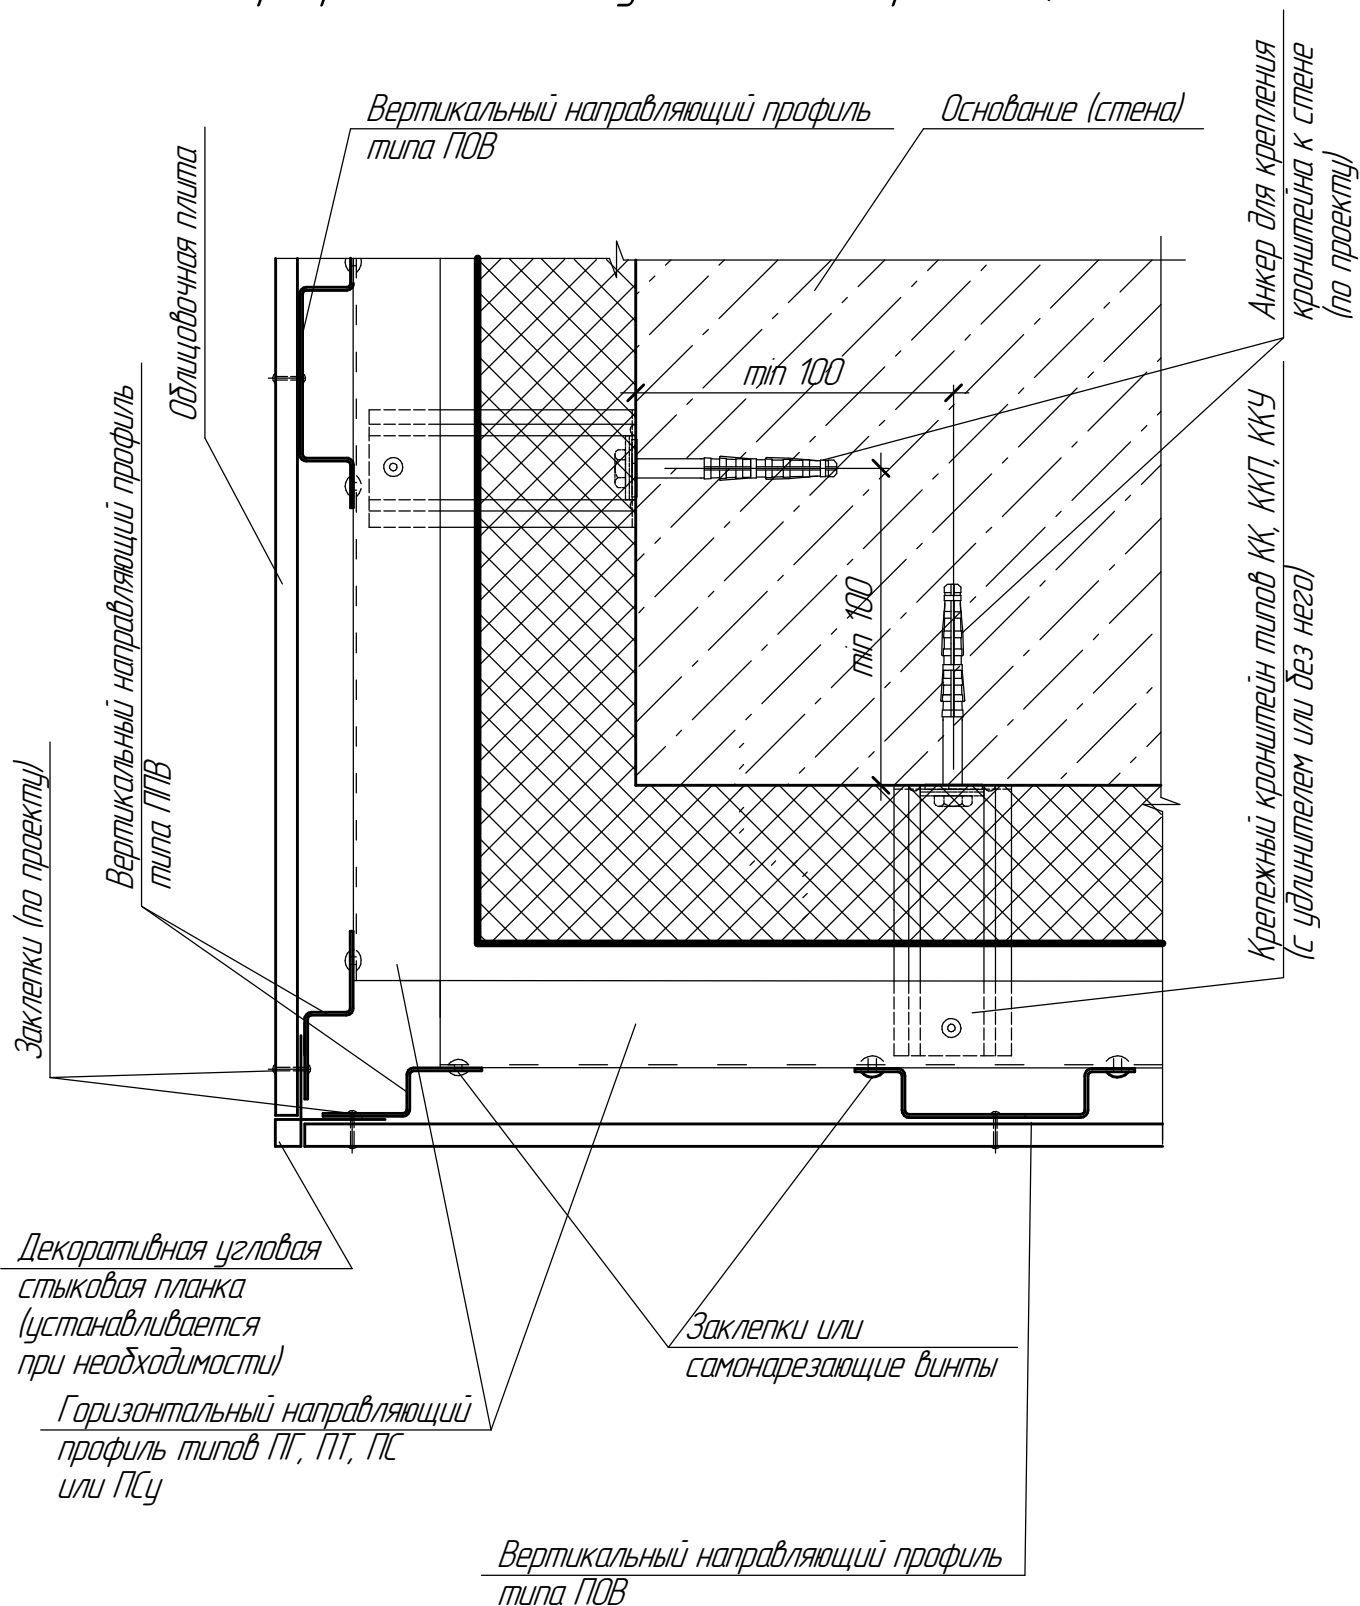 Вертикальный направляющий профиль
типа ПОВ
Основание (стена)
Анкер для крепления
кронштейна к стене
(по проекту)
Облицовочная плита
Вертикальный направляющий профиль
типа ПГВ
Заклепки (по проекту)
min 100
min 100
Крепежный кронштейн типов КК, ККП, ККУ
(с удлинителем или без него)
Декоративная угловая
стыковая планка
(устанавливается
при необходимости)
Заклепки или
самонарезающие винты
Горизонтальный направляющий
профиль типов ПГ, ПТ, ПС
или ПСу
Вертикальный направляющий профиль
типа ПОВ